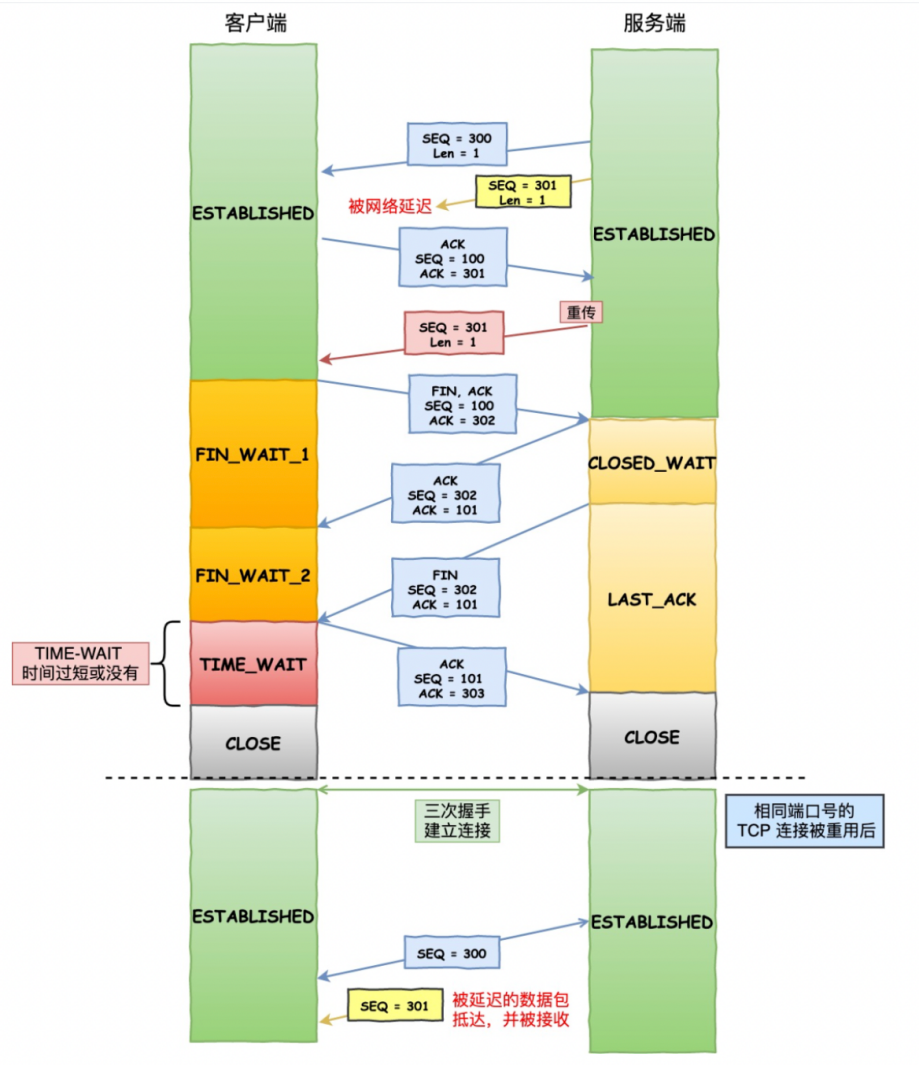 客户端
服务端
SEQ = 300
Len = 1
SEQ = 301
Len = 1
被网络延迟
ESTABLISHED
ESTABLISHED
ACK
SEQ = 100
ACK = 301
重传
SEQ = 301
Len = 1
FIN, ACK
SEQ = 100
ACK = 302
FIN_WAIT_1
CLOSED_WAIT
ACK
SEQ = 302
ACK = 101
FIN_WAIT_2
FIN
SEQ = 302
ACK = 101
LAST_ACK
TIME-WAIT
时间过短或没有
TIME_WAIT
ACK
SEQ = 101
ACK = 303
CLOSE
CLOSE
三次握手
建立连接
相同端口号的
TCP 连接被重用后
ESTABLISHED
ESTABLISHED
SEQ = 300
SEQ = 301
被延迟的数据包
抵达，并被接收